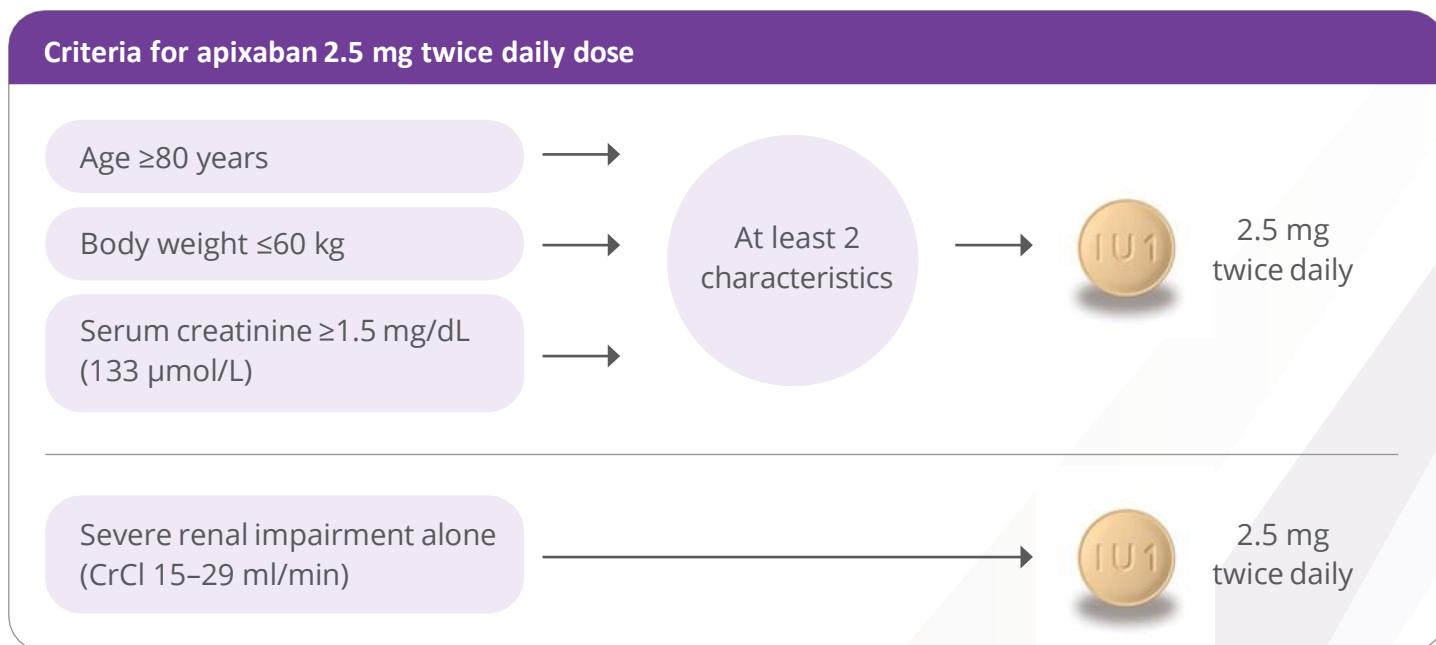 Criteria for apixaban 2.5 mg twice daily dose
Age ≥80 years
Body weight ≤60 kg
Serum creatinine ≥1.5 mg/dL
(133 μmol/L)
At least 2
characteristics
IU1
2.5 mg
twice daily
Severe renal impairment alone
(CrCl 15–29 ml/min)
IU1
2.5 mg
twice daily